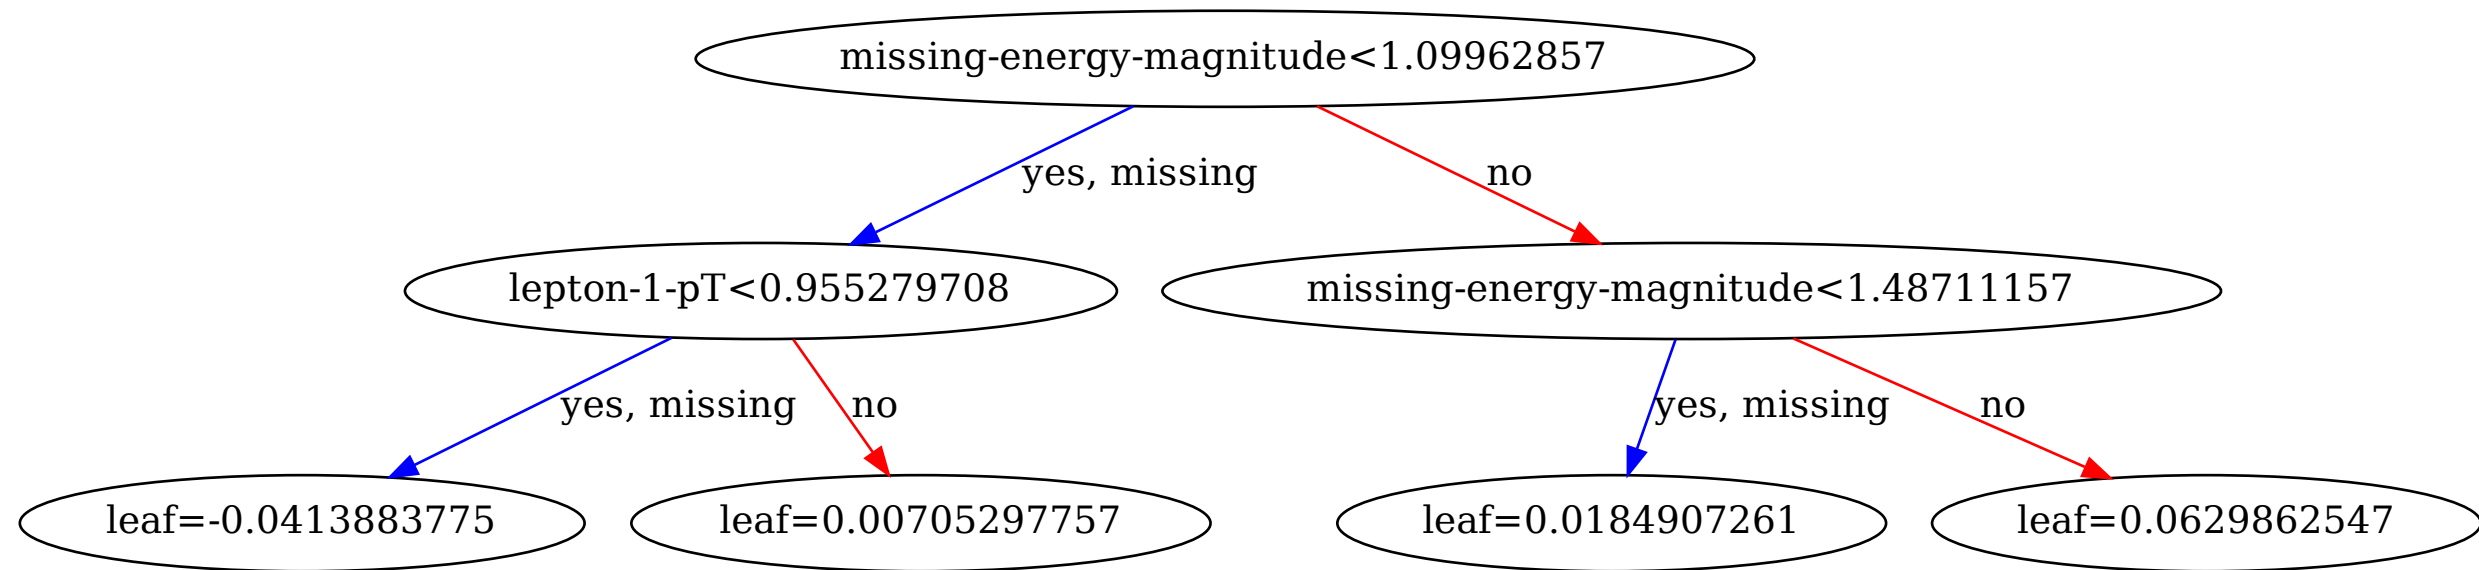 missing-energy-magnitude<1.09962857
yes, missing
no
lepton-1-pT<0.955279708
missing-energy-magnitude<1.48711157
yes, missing
no
yes, missing
no
leaf=-0.0413883775
leaf=0.00705297757
leaf=0.0184907261
leaf=0.0629862547